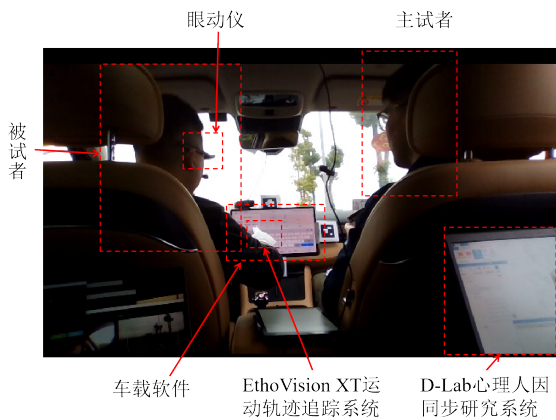 眼动仪
主试者
被
试
者
车载软件
EthoVision XT运
动轨迹追踪系统
D-Lab心理人因
同步研究系统